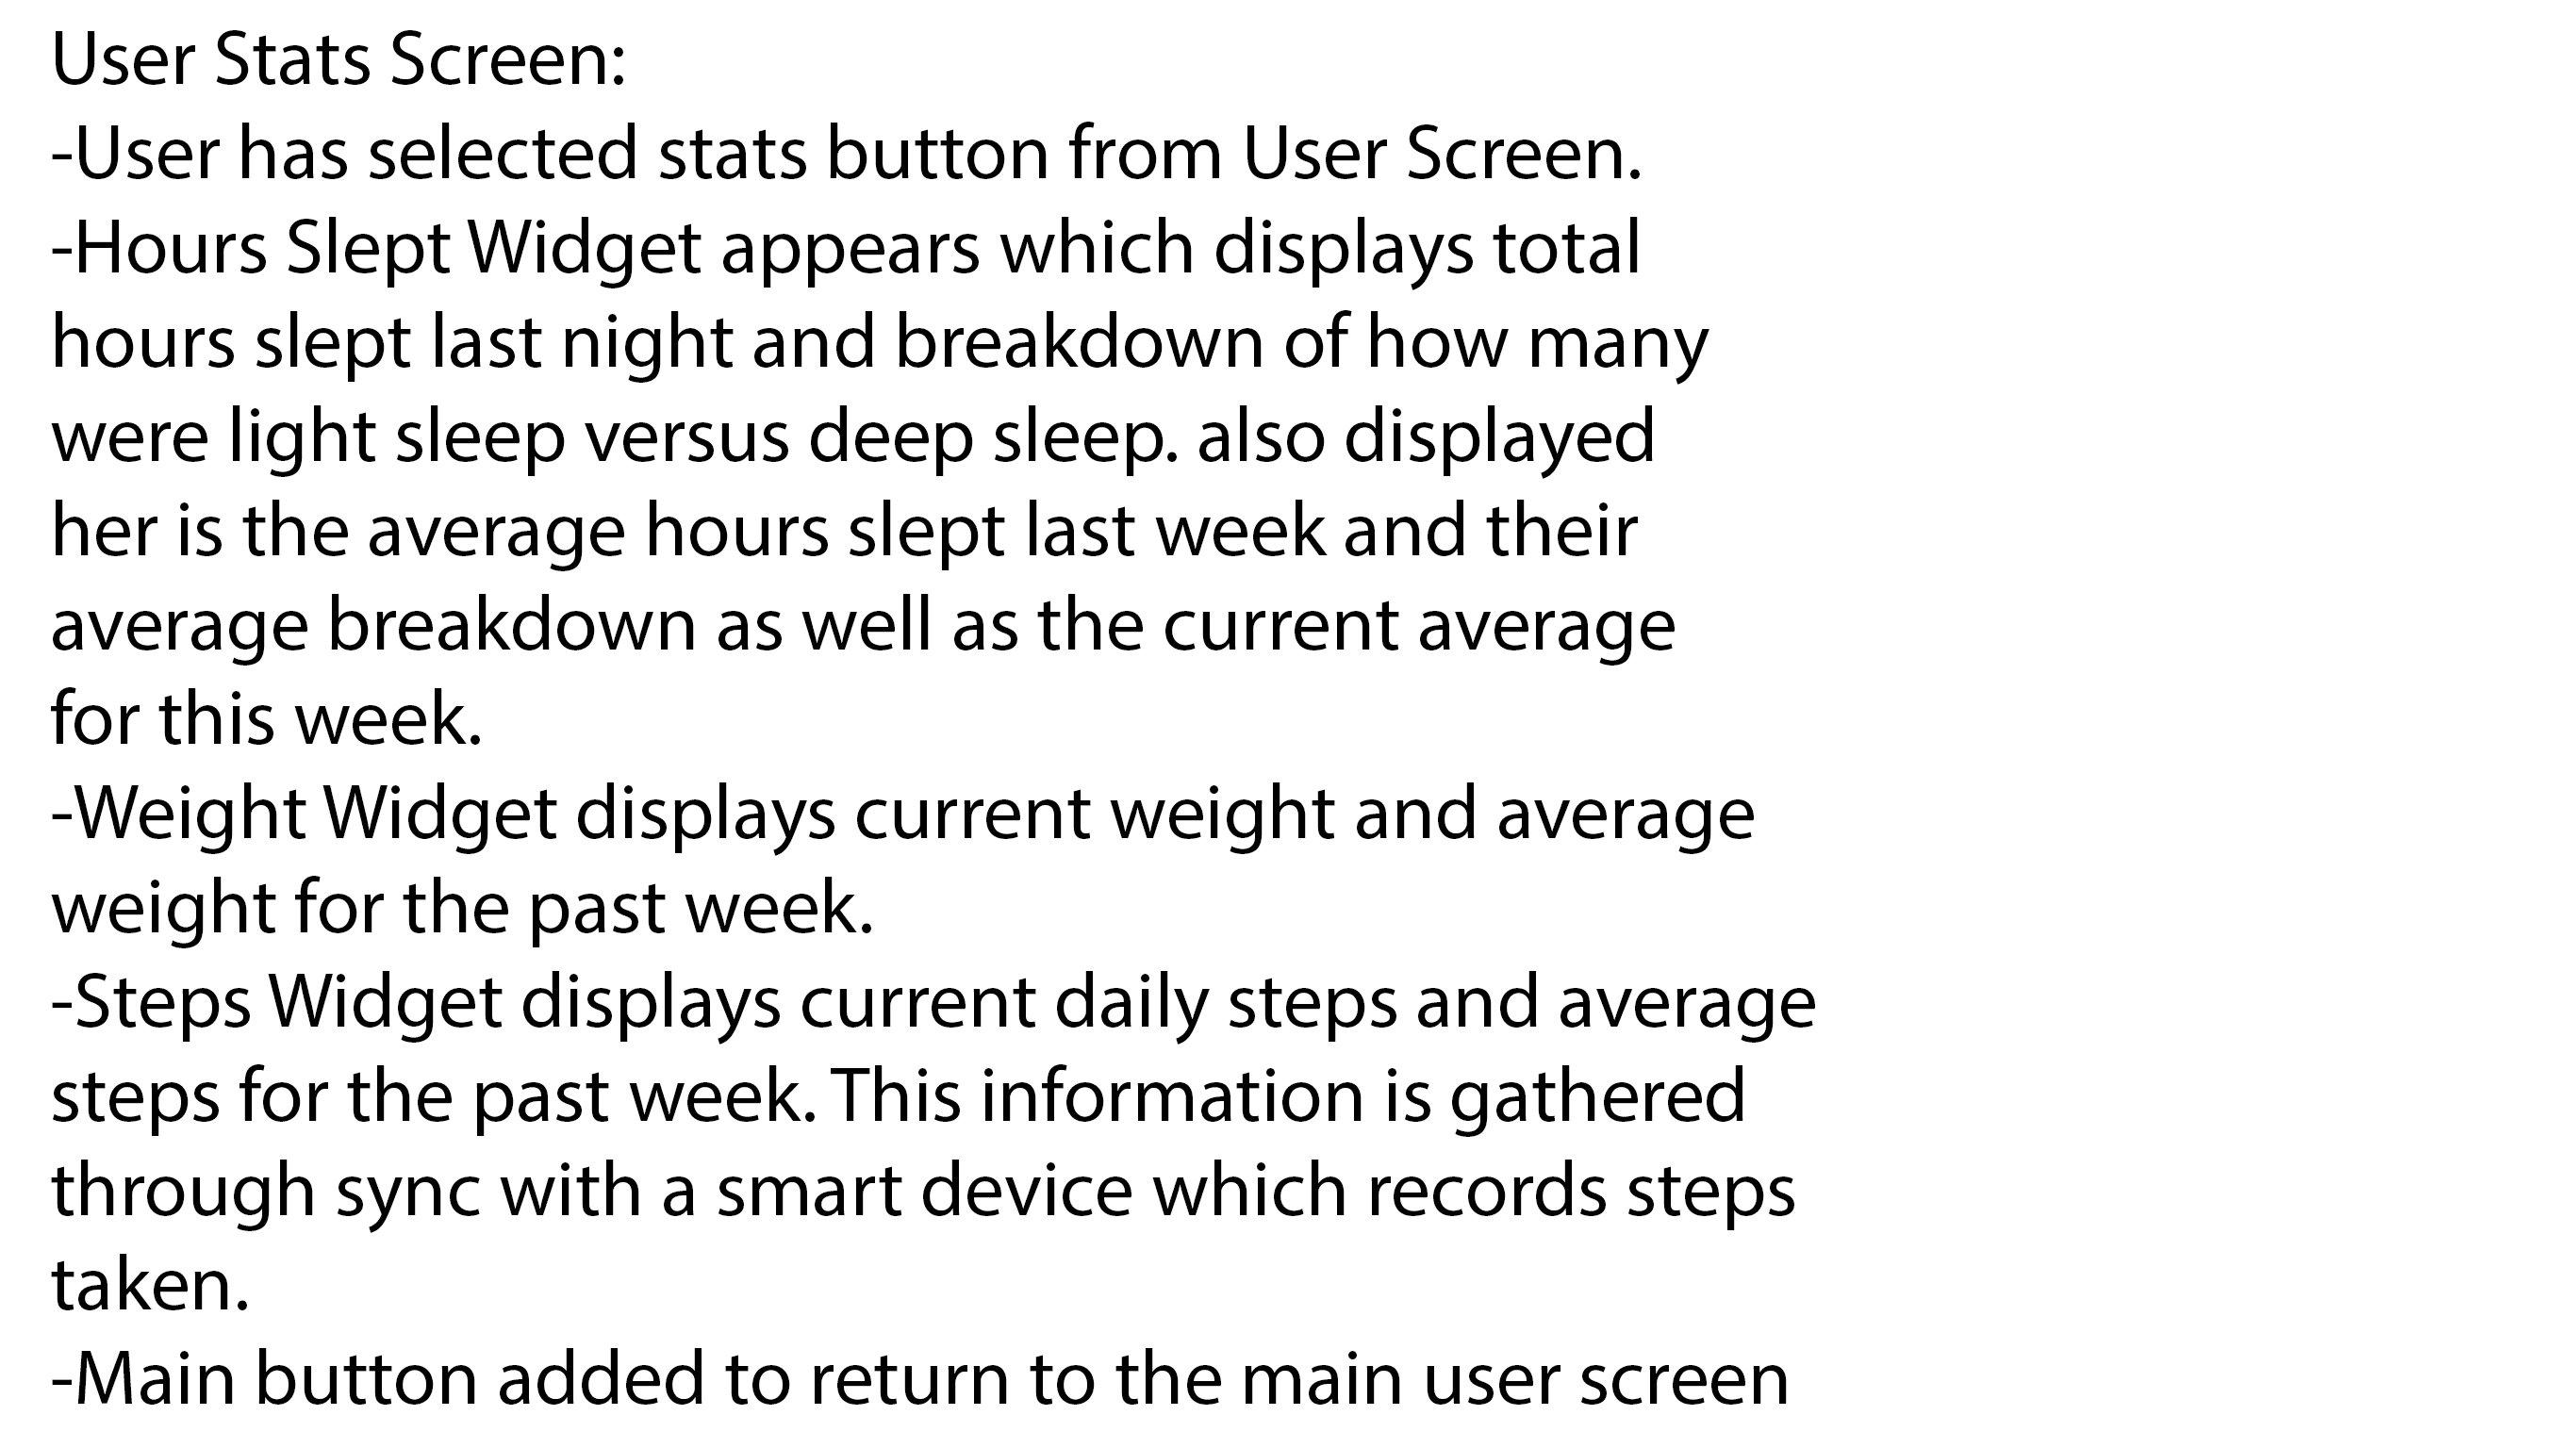 User Stats Screen:
-User has selected stats button from User Screen.
-Hours Slept Widget appears which displays total
hours slept last night and breakdown of how many
were light sleep versus deep sleep. also displayed
her is the average hours slept last week and their
average breakdown as well as the current average
for this week.
-Weight Widget displays current weight and average
weight for the past week.
-Steps Widget displays current daily steps and average
steps for the past week. This information is gathered
through sync with a smart device which records steps
taken.
-Main button added to return to the main user screen